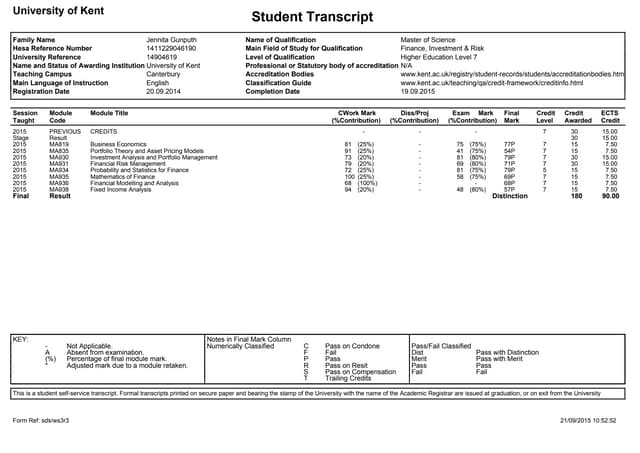 University of Kent
Student Transcript
Family Name Jennita Gunputh Name of Qualification Master of Science
Hesa Reference Number 1411229046190 Main Field of Study for Qualification Finance, Investment & Risk
University Reference 14904619 Level of Qualification Higher Education Level 7
Name and Status of Awarding Institution University of Kent Professional or Statutory body of accreditation N/A
Teaching Campus Canterbury Accreditation Bodies www.kent.ac.uk/registry/student-records/students/accreditationbodies.htm
Main Language of Instruction English Classification Guide www.kent.ac.uk/teaching/qa/credit-framework/creditinfo.html
Registration Date 20.09.2014 Completion Date 19.09.2015
Session Module Module Title CWork Mark Diss/Proj Exam Mark Final Credit Credit ECTS
Taught Code (%Contribution) (%Contribution) (%Contribution) Mark Level Awarded Credit
2015 PREVIOUS CREDITS - - - 7 30 15.00
Stage Result 30 15.00
2015 MA819 Business Economics 81 (25%) - 75 (75%) 77P 7 15 7.50
2015 MA835 Portfolio Theory and Asset Pricing Models 91 (25%) - 41 (75%) 54P 7 15 7.50
2015 MA930 Investment Analysis and Portfolio Management 73 (20%) - 81 (80%) 79P 7 30 15.00
2015 MA931 Financial Risk Management 79 (20%) - 69 (80%) 71P 7 30 15.00
2015 MA934 Probability and Statistics for Finance 72 (25%) - 81 (75%) 79P 5 15 7.50
2015 MA935 Mathematics of Finance 100 (25%) - 58 (75%) 69P 7 15 7.50
2015 MA936 Financial Modelling and Analysis 68 (100%) - 68P 7 15 7.50
2015 MA938 Fixed Income Analysis 94 (20%) - 48 (80%) 57P 7 15 7.50
Final Result Distinction 180 90.00
KEY: Notes in Final Mark Column
- Not Applicable. Numerically Classified C Pass on Condone Pass/Fail Classified
A Absent from examination. F Fail Dist Pass with Distinction
(%) Percentage of final module mark. P Pass Merit Pass with Merit
* Adjusted mark due to a module retaken. R Pass on Resit Pass Pass
S Pass on Compensation Fail Fail
T Trailing Credits
This is a student self-service transcript. Formal transcripts printed on secure paper and bearing the stamp of the University with the name of the Academic Registrar are issued at graduation, or on exit from the University
Form Ref: sds/ws3r3 21/09/2015 10:52:52